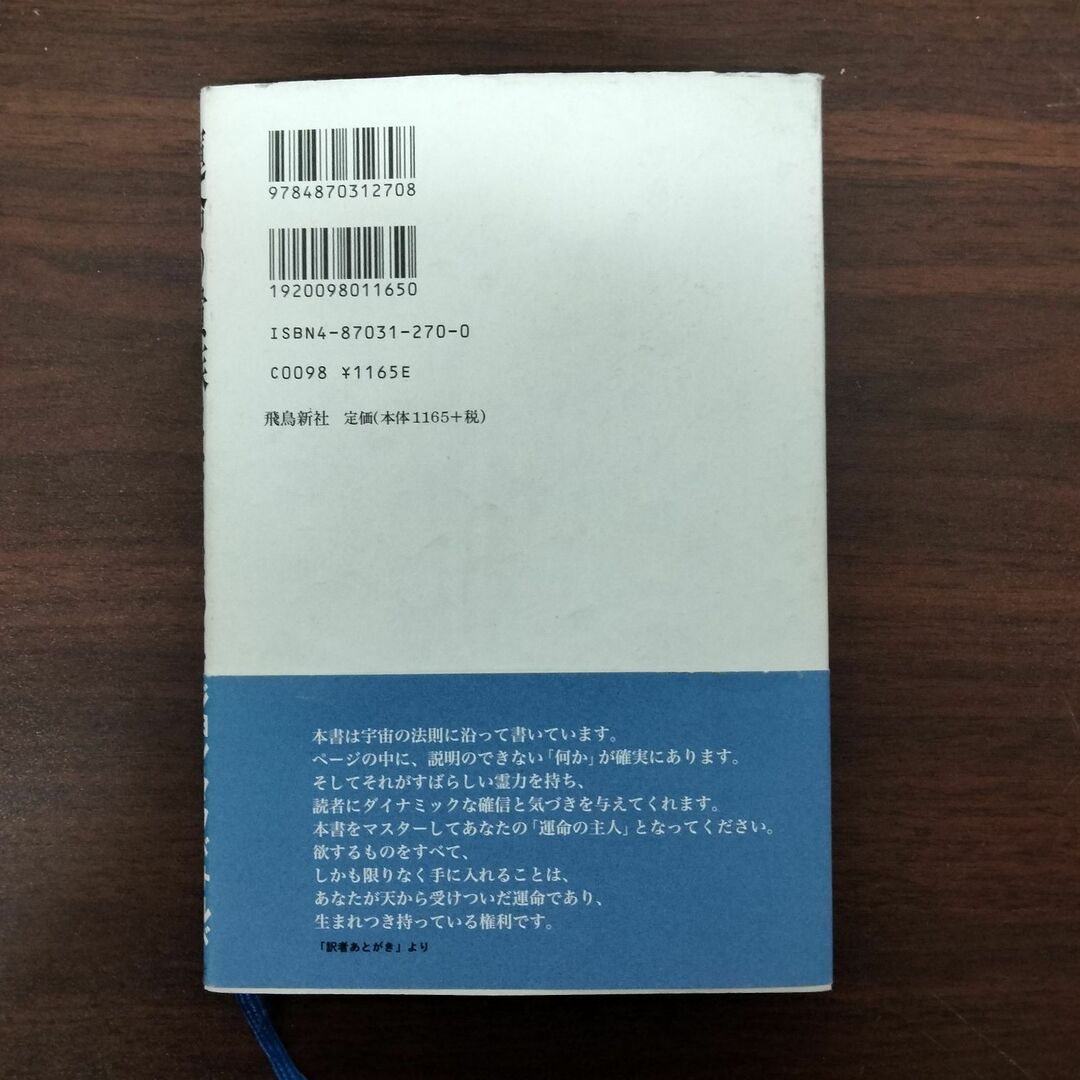 9784870312708
1920098011650
ISBN4-87031-270-0
C0098 ¥1165E
飛鳥新社 定価(本体1165+税)
本書は宇宙の法則に沿って書いています。
ページの中に、説明のできない「何か」が確実にあります。
そしてそれがすばらしい霊力を持ち、
読者にダイナミックな確信と気づきを与えてくれます。
本書をマスターしてあなたの「運命の主人」となってください。
欲するものをすべて、
しかも限りなく手に入れることは、
あなたが天から受けついだ運命であり、
生まれつき持っている権利です。
「訳者あとがき」より